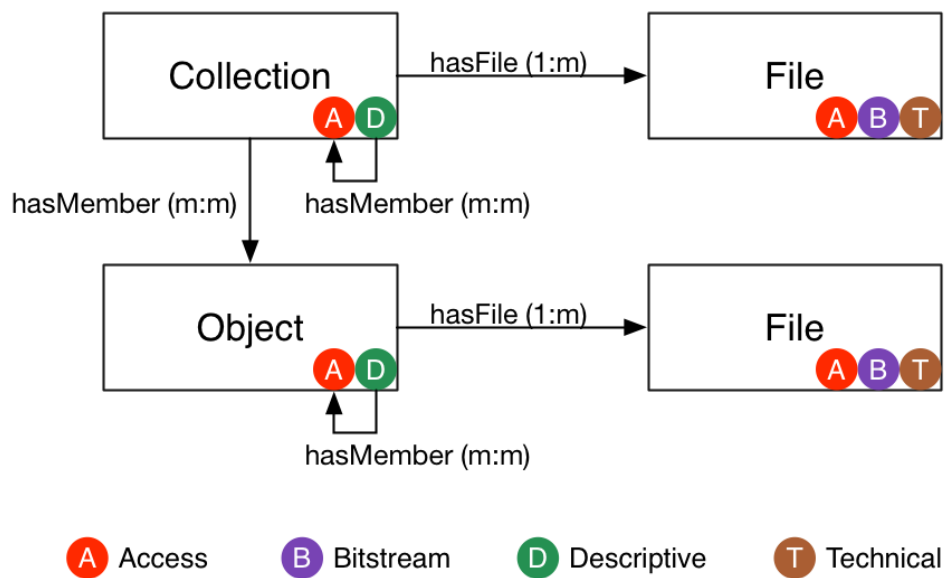 Collection
A D
hasFile (1:m)
File
A B T
hasMember (m:m)
hasMember (m:m)
Object
A D
hasFile (1:m)
File
A B T
hasMember (m:m)
A Access
B Bitstream
D Descriptive
T Technical